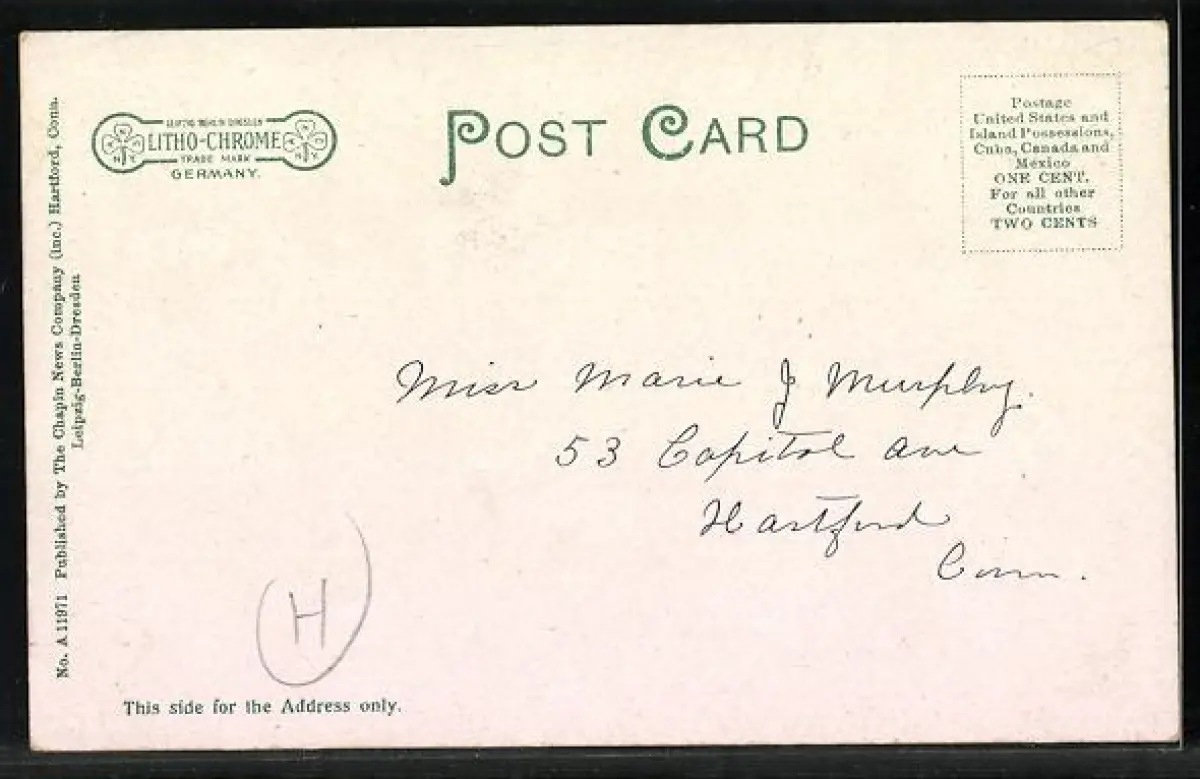 LEIPZIG BERLIN DRESDEN
LITHO-CHROME
N Y N Y
TRADE MARK
GERMANY.
POST CARD
Postage
United States and
Island Possessions,
Cuba, Canada and
Mexico
ONE CENT.
For all other
Countries
TWO CENTS
No. A 11971 Published by The Chapin News Company (inc.) Hartford, Conn.
Leipzig-Berlin-Dresden
Miss Marie J Murphy.
53 Capitol Ave
Hartford
Conn.
H
This side for the Address only.